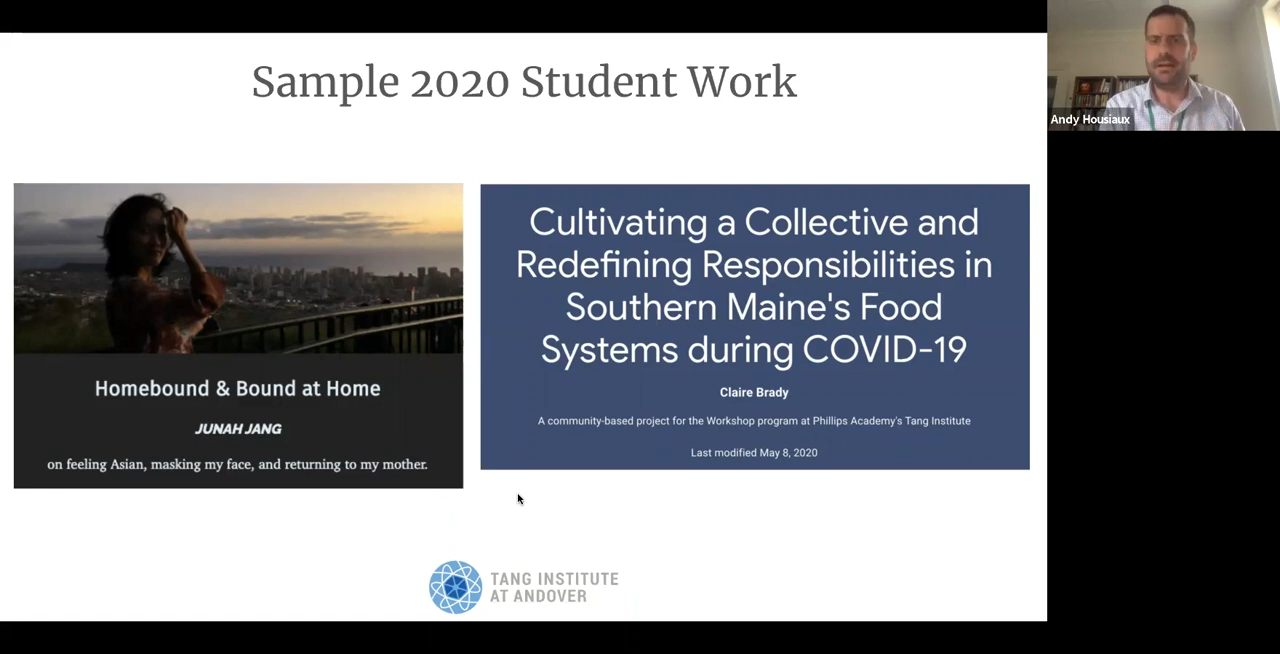 Sample 2020 Student Work
Andy Housiaux
Homebound & Bound at Home
JUNAH JANG
on feeling Asian, masking my face, and returning to my mother.
Cultivating a Collective and
Redefining Responsibilities in
Southern Maine's Food
Systems during COVID-19
Claire Brady
A community-based project for the Workshop program at Phillips Academy's Tang Institute
Last modified May 8, 2020
TANG INSTITUTE
AT ANDOVER